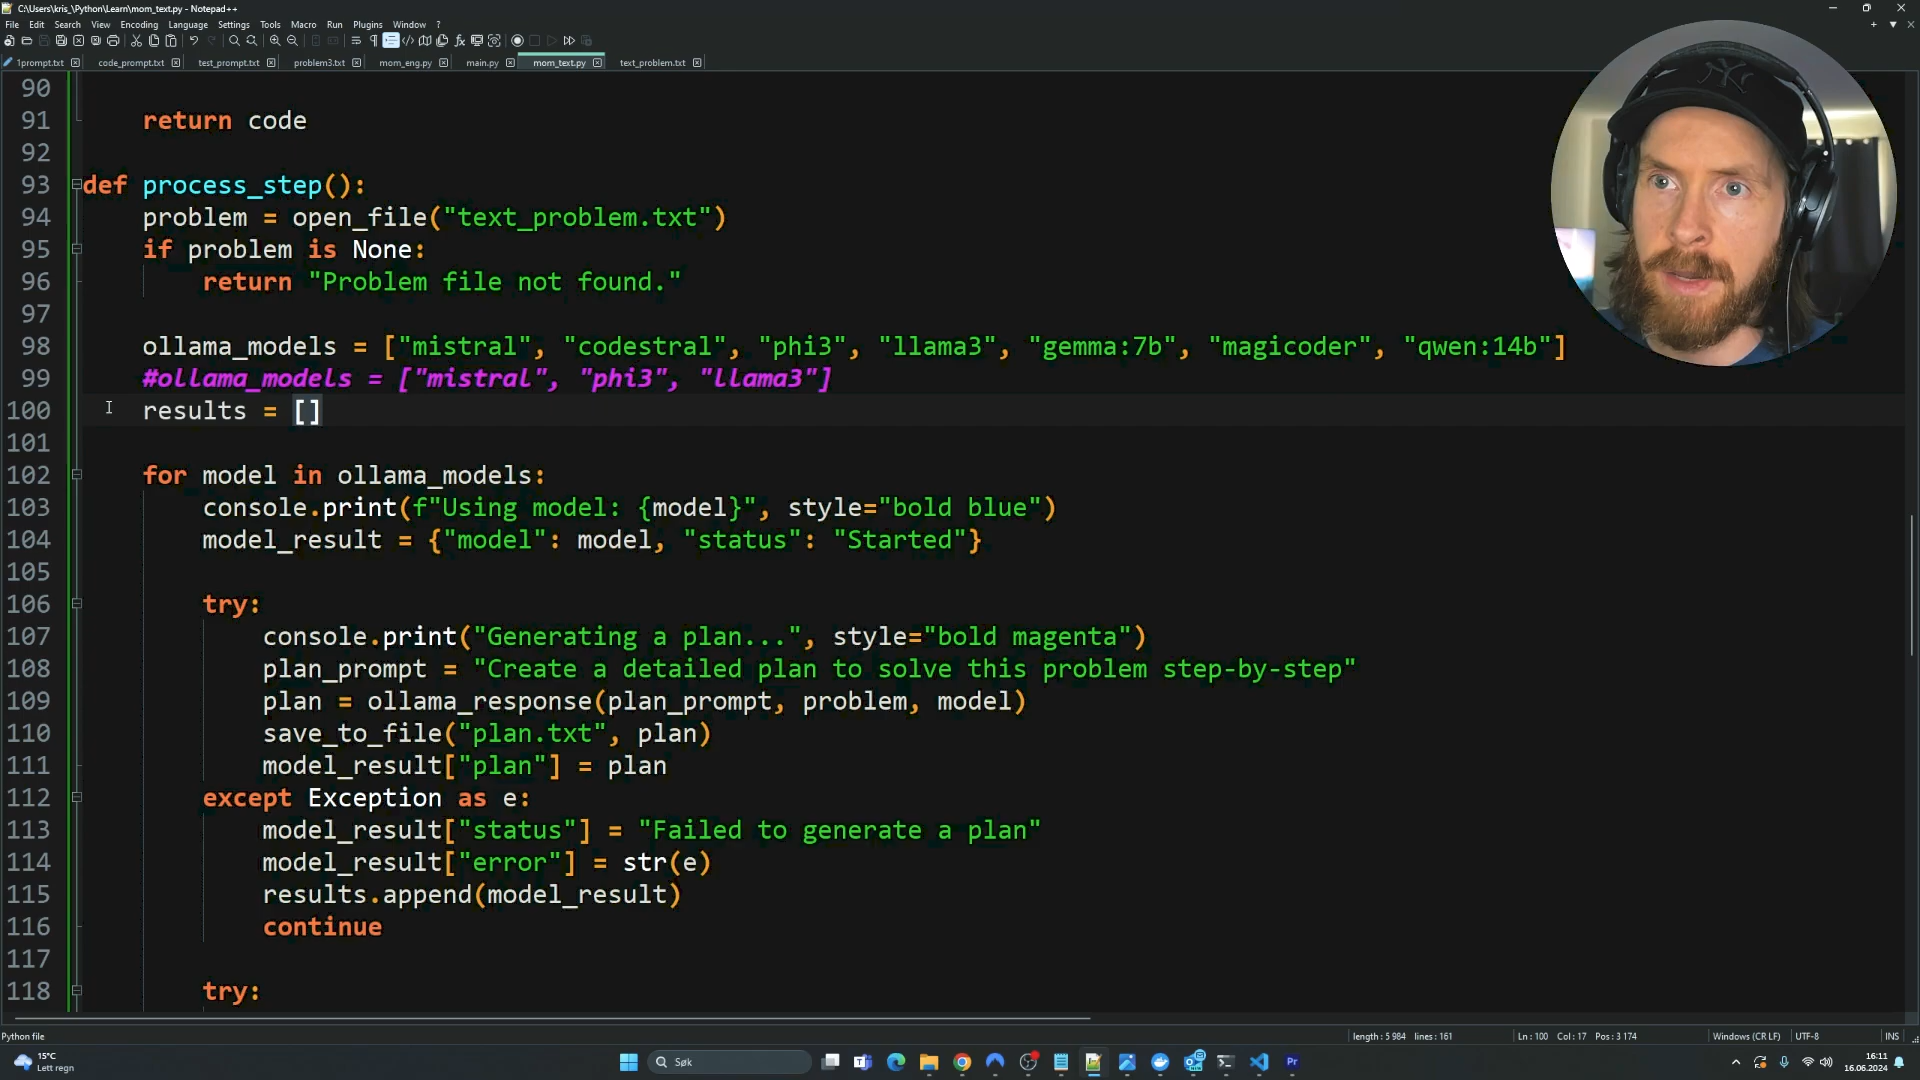 C:\Users\kris_\Python\Learn\mom_text.py - Notepad++
File Edit Search View Encoding Language Settings Tools Macro Run Plugins Window ?
1prompt.txt code_prompt.txt test_prompt.txt problem3.txt mom_eng.py main.py mom_text.py text_problem.txt
90
91 return code
92
93 def process_step():
94 problem = open_file("text_problem.txt")
95 if problem is None:
96 return "Problem file not found."
97
98 ollama_models = ["mistral", "codestral", "phi3", "llama3", "gemma:7b", "magicoder", "qwen:14b"]
99 #ollama_models = ["mistral", "phi3", "llama3"]
100 results = []
101
102 for model in ollama_models:
103 console.print(f"Using model: {model}", style="bold blue")
104 model_result = {"model": model, "status": "Started"}
105
106 try:
107 console.print("Generating a plan...", style="bold magenta")
108 plan_prompt = "Create a detailed plan to solve this problem step-by-step"
109 plan = ollama_response(plan_prompt, problem, model)
110 save_to_file("plan.txt", plan)
111 model_result["plan"] = plan
112 except Exception as e:
113 model_result["status"] = "Failed to generate a plan"
114 model_result["error"] = str(e)
115 results.append(model_result)
116 continue
117
118 try:
Python file length : 5 984 lines : 161 Ln : 100 Col : 17 Pos : 3 174 Windows (CR LF) UTF-8 INS
15°C
Lett regn
Søk
Pr
16:11
16.06.2024